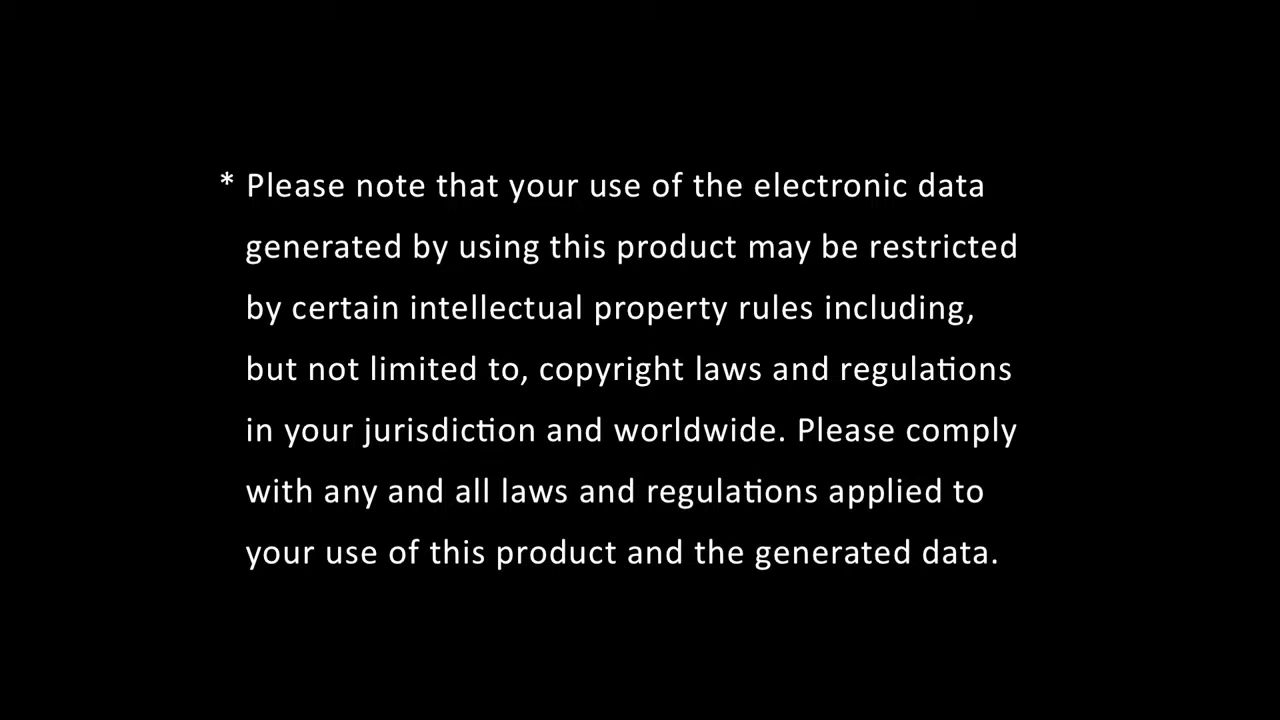 * Please note that your use of the electronic data
generated by using this product may be restricted
by certain intellectual property rules including,
but not limited to, copyright laws and regulations
in your jurisdiction and worldwide. Please comply
with any and all laws and regulations applied to
your use of this product and the generated data.